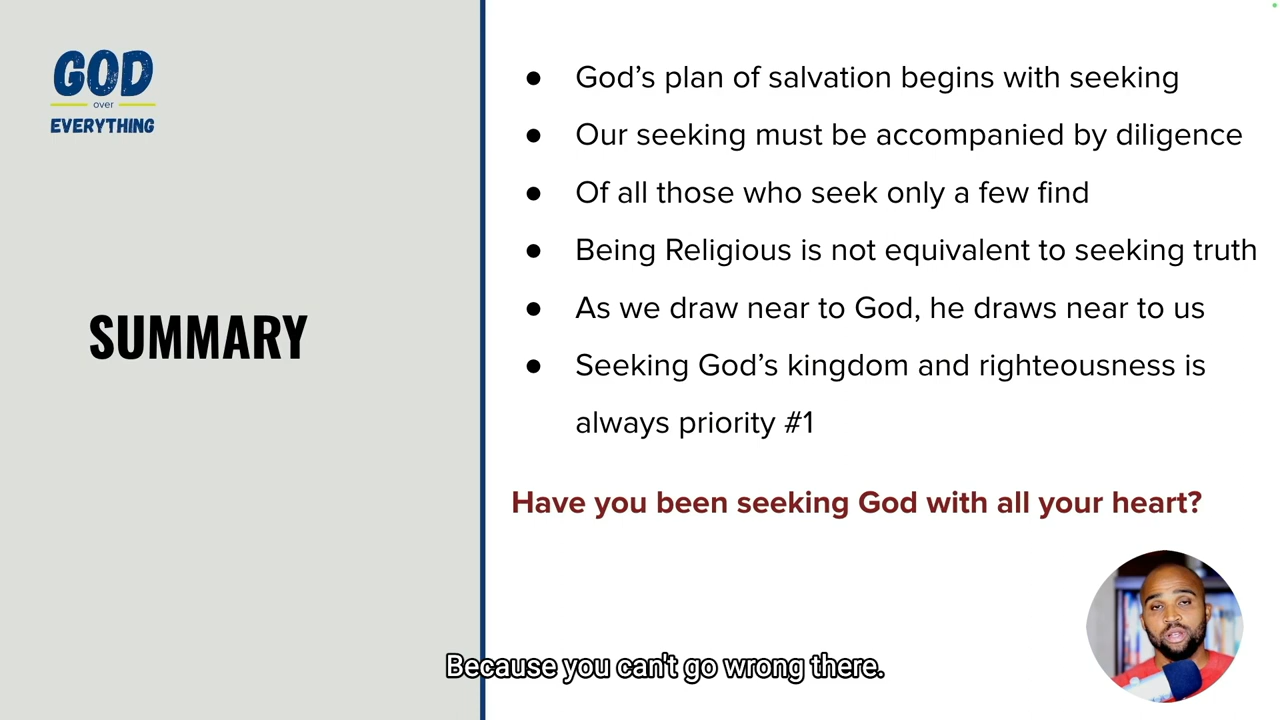 GOD
over
EVERYTHING
SUMMARY
● God’s plan of salvation begins with seeking
● Our seeking must be accompanied by diligence
● Of all those who seek only a few find
● Being Religious is not equivalent to seeking truth
● As we draw near to God, he draws near to us
● Seeking God’s kingdom and righteousness is
always priority #1
Have you been seeking God with all your heart?
Because you can't go wrong there.